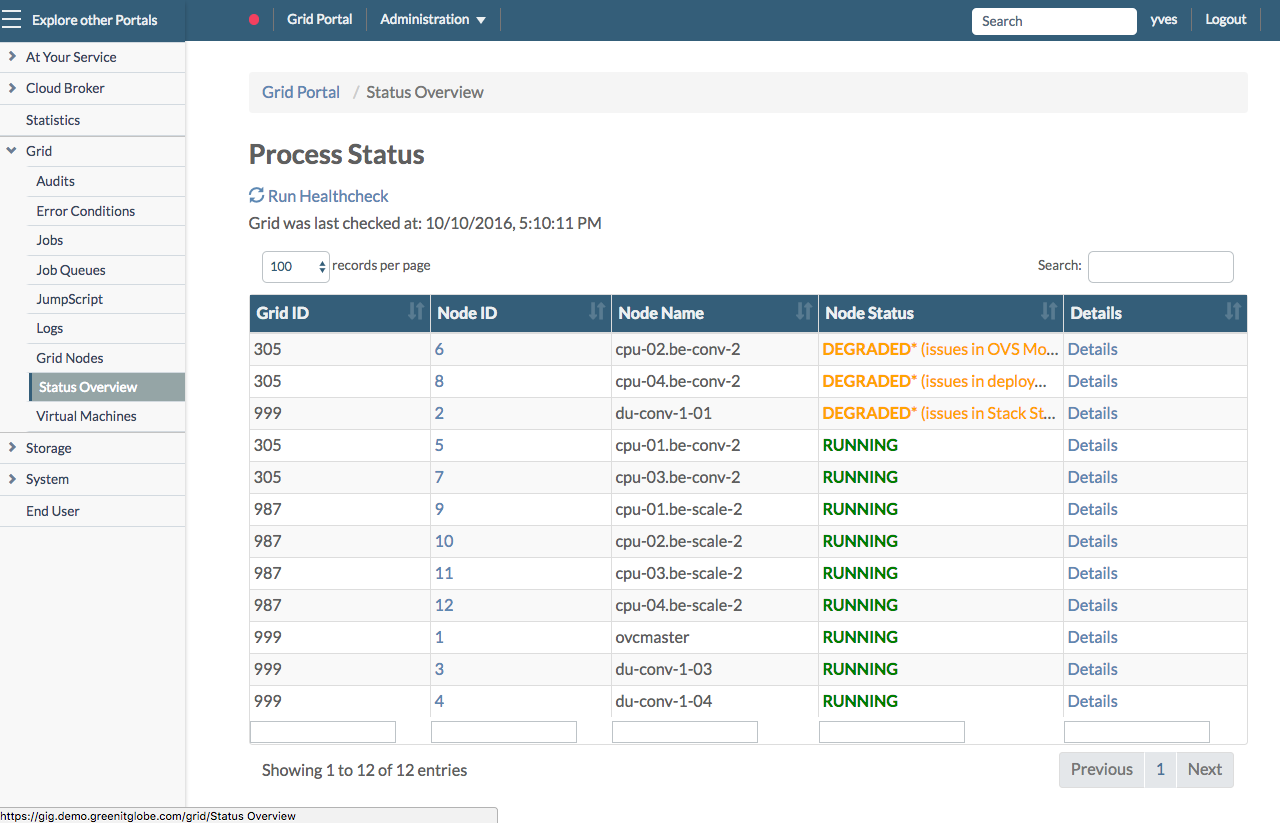 Explore other Portals
Grid Portal
Administration
Search
yves
Logout
At Your Service
Cloud Broker
Statistics
Grid
Audits
Error Conditions
Jobs
Job Queues
JumpScript
Logs
Grid Nodes
Status Overview
Virtual Machines
Storage
System
End User
Grid Portal / Status Overview
Process Status
Run Healthcheck
Grid was last checked at: 10/10/2016, 5:10:11 PM
100 records per page
Search:
Grid ID Node ID Node Name Node Status Details
305 6 cpu-02.be-conv-2 DEGRADED* (issues in OVS Mo... Details
305 8 cpu-04.be-conv-2 DEGRADED* (issues in deploy... Details
999 2 du-conv-1-01 DEGRADED* (issues in Stack St... Details
305 5 cpu-01.be-conv-2 RUNNING Details
305 7 cpu-03.be-conv-2 RUNNING Details
987 9 cpu-01.be-scale-2 RUNNING Details
987 10 cpu-02.be-scale-2 RUNNING Details
987 11 cpu-03.be-scale-2 RUNNING Details
987 12 cpu-04.be-scale-2 RUNNING Details
999 1 ovcmaster RUNNING Details
999 3 du-conv-1-03 RUNNING Details
999 4 du-conv-1-04 RUNNING Details
Showing 1 to 12 of 12 entries
Previous 1 Next
https://gig.demo.greenitglobe.com/grid/Status Overview